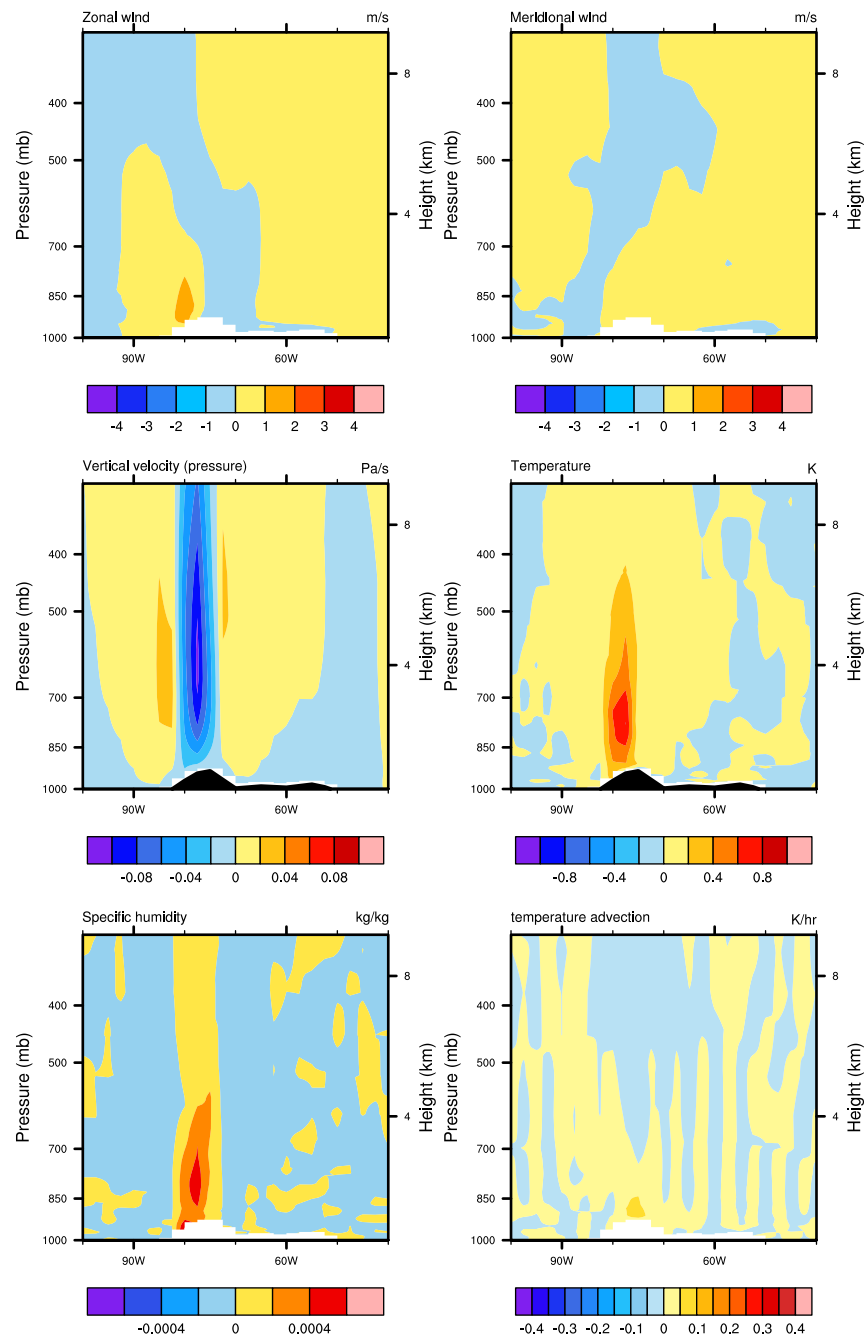 Zonal wind m/s
Pressure (mb)
400
500
700
850
1000
8
4
Height (km)
90W 60W
-4 -3 -2 -1 0 1 2 3 4
Meridional wind m/s
Pressure (mb)
400
500
700
850
1000
8
4
Height (km)
90W 60W
-4 -3 -2 -1 0 1 2 3 4
Vertical velocity (pressure) Pa/s
Pressure (mb)
400
500
700
850
1000
8
4
Height (km)
90W 60W
-0.08 -0.04 0 0.04 0.08
Temperature K
Pressure (mb)
400
500
700
850
1000
8
4
Height (km)
90W 60W
-0.8 -0.4 0 0.4 0.8
Specific humidity kg/kg
Pressure (mb)
400
500
700
850
1000
8
4
Height (km)
90W 60W
-0.0004 0 0.0004
temperature advection K/hr
Pressure (mb)
400
500
700
850
1000
8
4
Height (km)
90W 60W
-0.4 -0.3 -0.2 -0.1 0 0.1 0.2 0.3 0.4